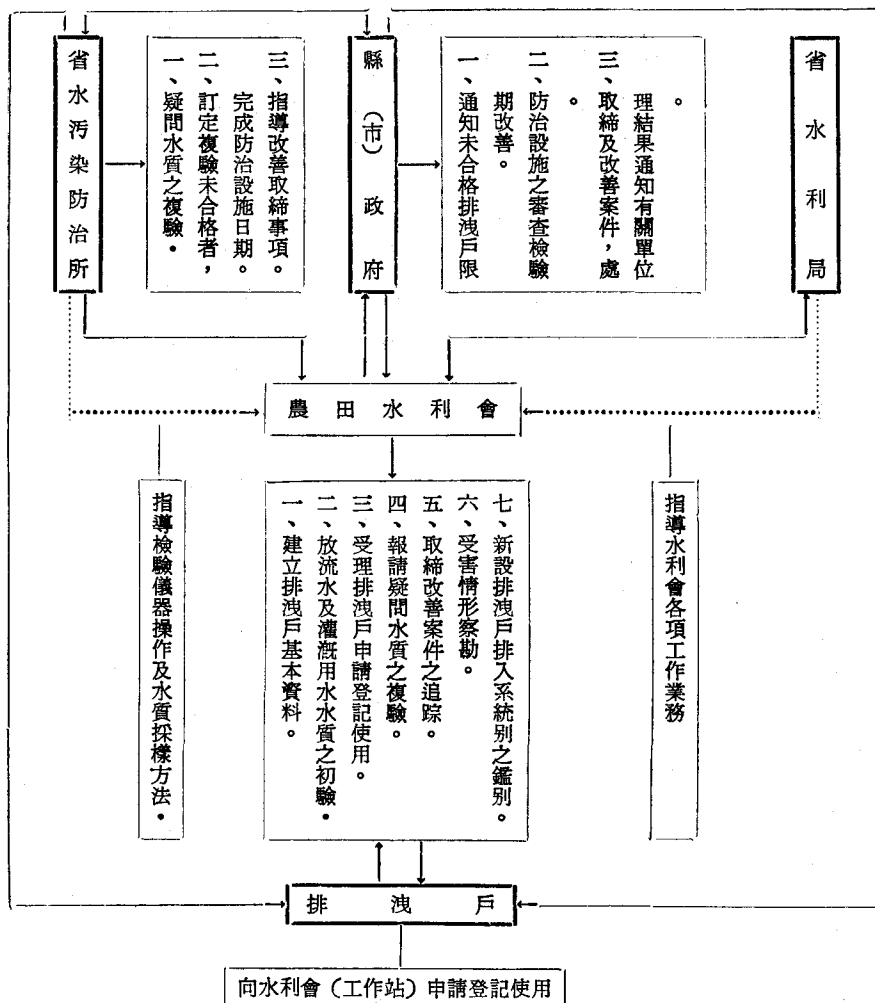 省水污染防治所
一、疑問水質之複驗。
二、訂定複驗未合格者，
完成防治設施日期。
三、指導改善取締事項。
縣（市）政府
一、通知未合格排洩戶限
期改善。
二、防治設施之審查檢驗
。
三、取締及改善案件，處
理結果通知有關單位
。
省水利局
農田水利會
指導檢驗儀器操作及水質採樣方法。
一、建立排洩戶基本資料。
二、放流水及灌溉用水水質之初驗。
三、受理排洩戶申請登記使用。
四、報請疑問水質之複驗。
五、取締改善案件之追踪。
六、受害情形察勘。
七、新設排洩戶排入系統別之鑑別。
指導水利會各項工作業務
排洩戶
向水利會（工作站）申請登記使用